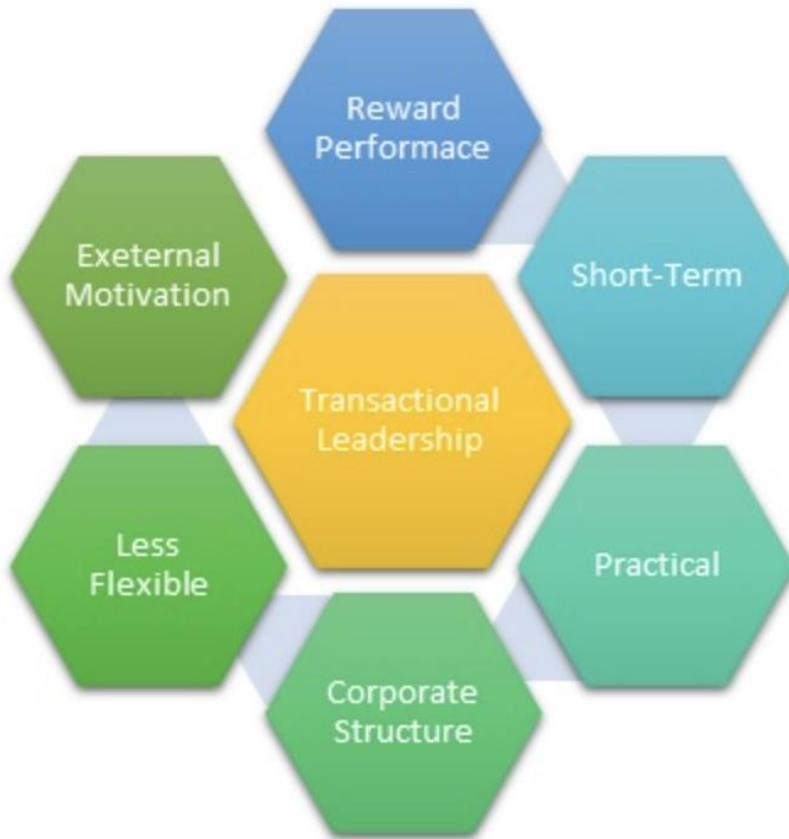 Reward
Performace
Short-Term
Practical
Corporate
Structure
Less
Flexible
Exeternal
Motivation
Transactional
Leadership